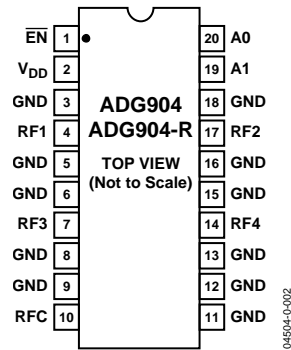 EN 1 20 A0
VDD 2 19 A1
GND 3 18 GND
ADG904
RF1 4 17 RF2
ADG904-R
GND 5 16 GND
TOP VIEW
(Not to Scale)
GND 6 15 GND
RF3 7 14 RF4
GND 8 13 GND
GND 9 12 GND
RFC 10 11 GND
04504-0-002